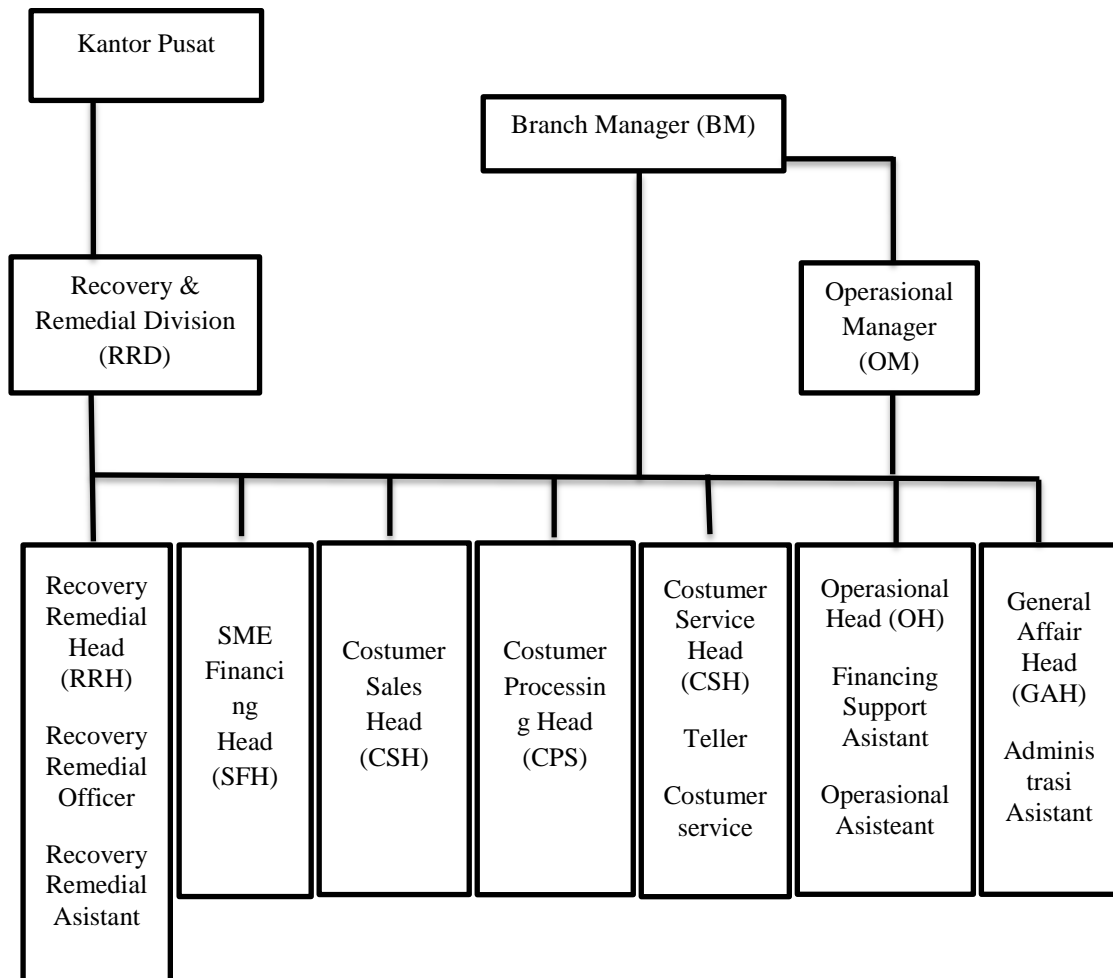 Kantor Pusat
Branch Manager (BM)
Recovery &
Remedial Division
(RRD)
Operasional
Manager
(OM)
Recovery
Remedial
Head
(RRH)
Recovery
Remedial
Officer
Recovery
Remedial
Asistant
SME
Financi
ng
Head
(SFH)
Costumer
Sales
Head
(CSH)
Costumer
Processin
g Head
(CPS)
Costumer
Service
Head
(CSH)
Teller
Costumer
service
Operasional
Head (OH)
Financing
Support
Asistant
Operasional
Asisteant
General
Affair
Head
(GAH)
Adminis
trasi
Asistant